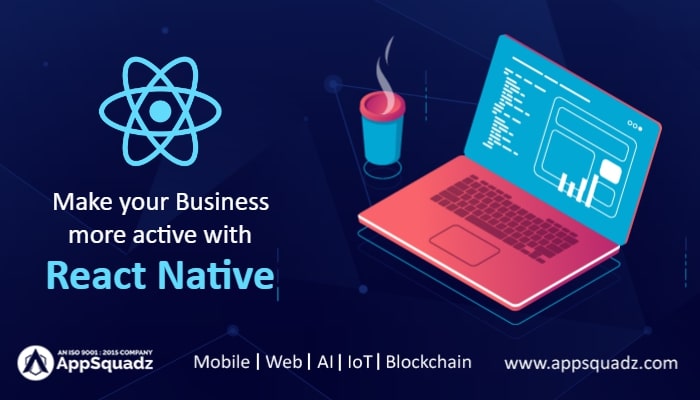 Make your Business
more active with
React Native
AN ISO 9001 : 2015 COMPANY
AppSquadz
Mobile | Web | AI | IoT | Blockchain
www.appsquadz.com